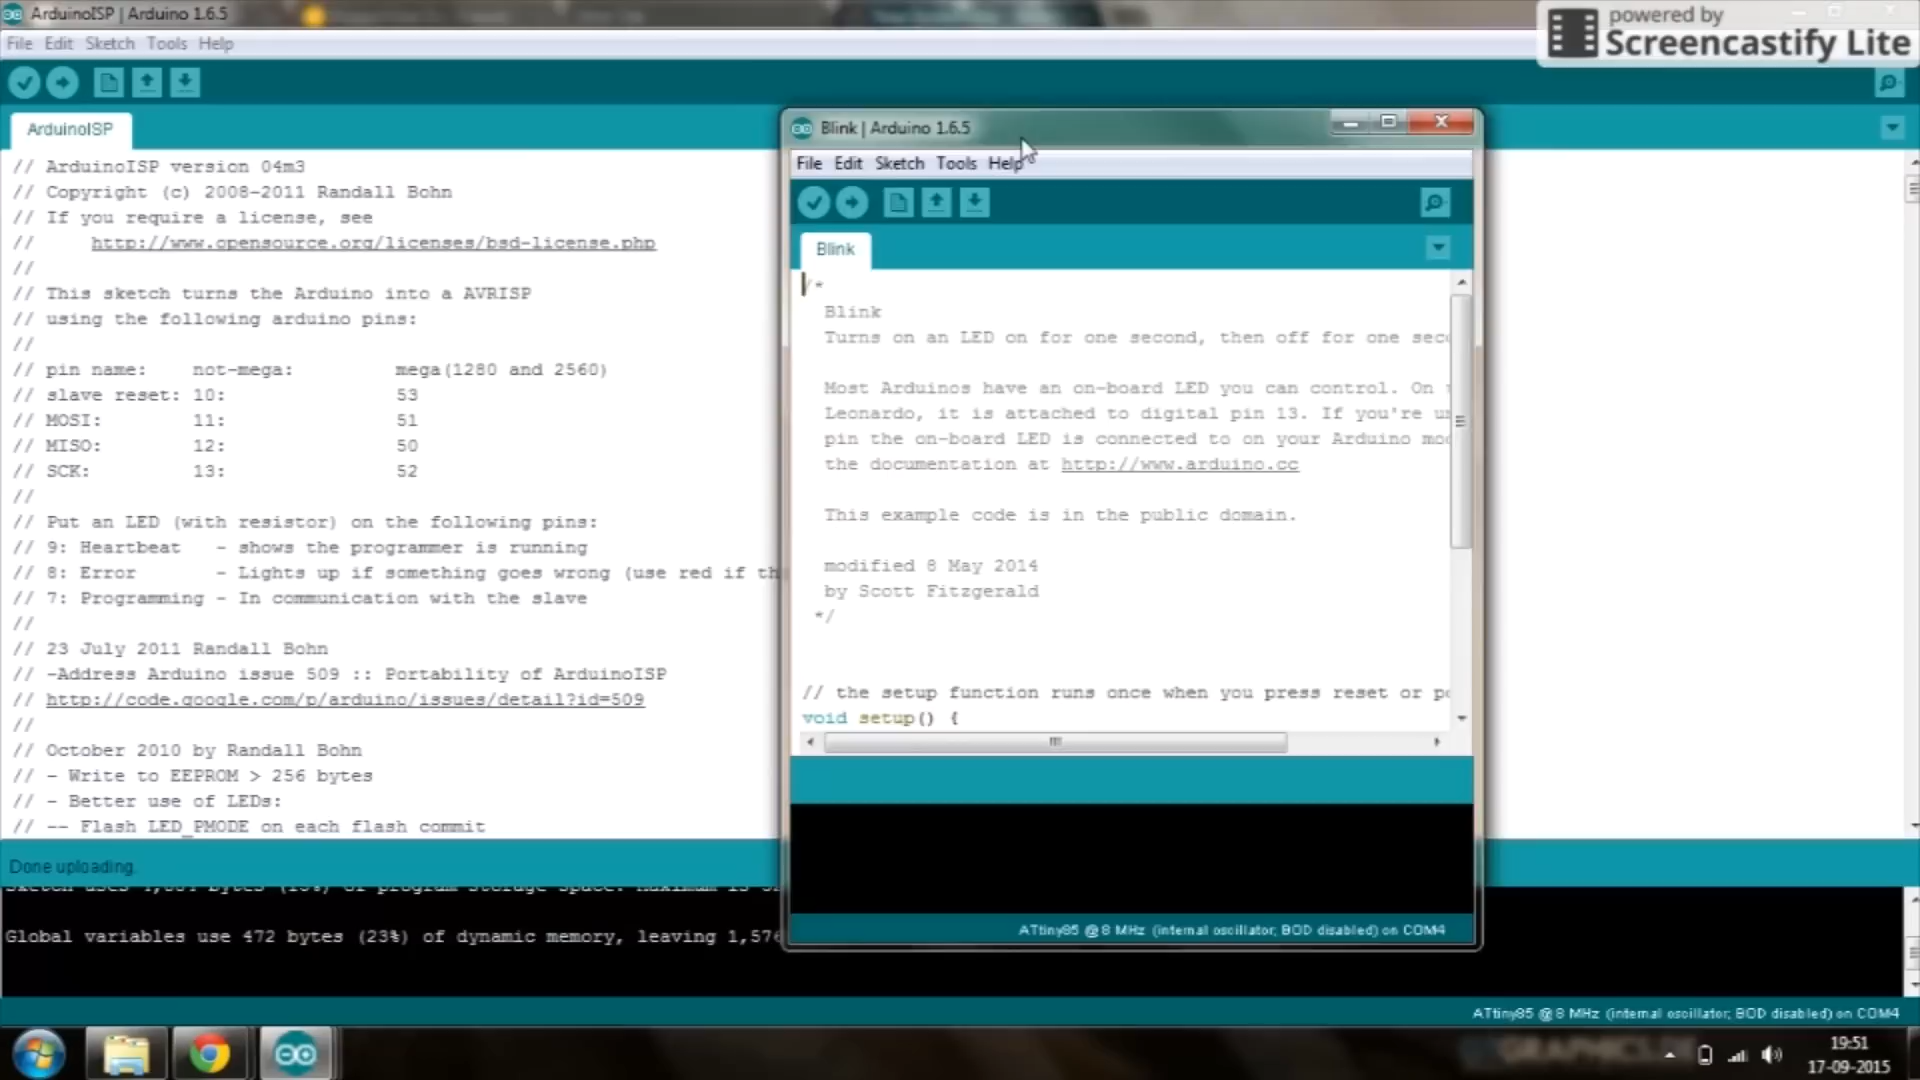 ArduinoISP | Arduino 1.6.5
File Edit Sketch Tools Help
powered by
Screencastify Lite
ArduinoISP
// ArduinoISP version 04m3
// Copyright (c) 2008-2011 Randall Bohn
// If you require a license, see
// http://www.opensource.org/licenses/bsd-license.php
//
// This sketch turns the Arduino into a AVRISP
// using the following arduino pins:
//
// pin name: not-mega: mega(1280 and 2560)
// slave reset: 10: 53
// MOSI: 11: 51
// MISO: 12: 50
// SCK: 13: 52
//
// Put an LED (with resistor) on the following pins:
// 9: Heartbeat - shows the programmer is running
// 8: Error - Lights up if something goes wrong (use red if th
// 7: Programming - In communication with the slave
//
// 23 July 2011 Randall Bohn
// -Address Arduino issue 509 :: Portability of ArduinoISP
// http://code.google.com/p/arduino/issues/detail?id=509
//
// October 2010 by Randall Bohn
// - Write to EEPROM > 256 bytes
// - Better use of LEDs:
// -- Flash LED_PMODE on each flash commit
Done uploading.
Global variables use 472 bytes (23%) of dynamic memory, leaving 1,576
ATtiny85 @ 8 MHz (internal oscillator; BOD disabled) on COM4
Blink | Arduino 1.6.5
File Edit Sketch Tools Help
Blink
/*
Blink
Turns on an LED on for one second, then off for one seco
Most Arduinos have an on-board LED you can control. On
Leonardo, it is attached to digital pin 13. If you're un
pin the on-board LED is connected to on your Arduino mod
the documentation at http://www.arduino.cc
This example code is in the public domain.
modified 8 May 2014
by Scott Fitzgerald
*/
// the setup function runs once when you press reset or po
void setup() {
ATtiny85 @ 8 MHz (internal oscillator; BOD disabled) on COM4
19:51
17-09-2015